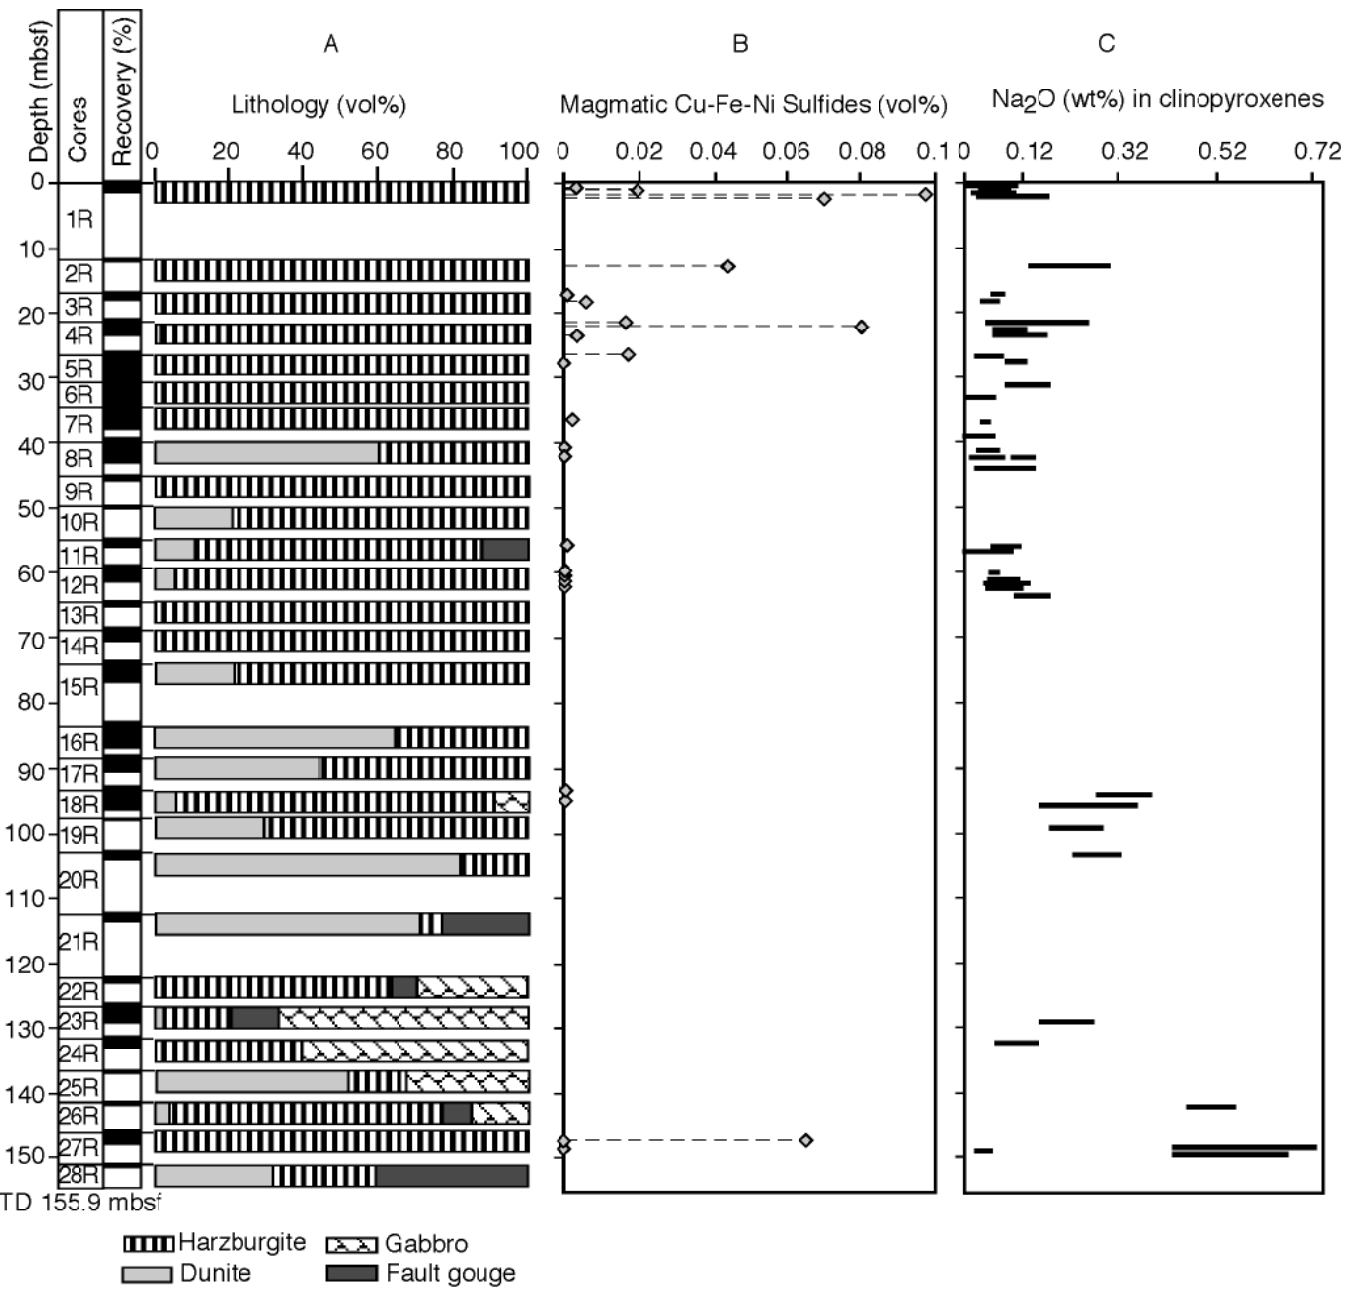 Depth (mbsf)
Cores
Recovery (%)
A
B
C
Lithology (vol%)
Magmatic Cu-Fe-Ni Sulfides (vol%)
Na2O (wt%) in clinopyroxenes
0 20 40 60 80 100
0 0.02 0.04 0.06 0.08 0.1
0 0.12 0.32 0.52 0.72
0
1R
10
2R
3R
20
4R
5R
30
6R
7R
40
8R
9R
50
10R
11R
60
12R
13R
70
14R
15R
80
16R
90
17R
18R
100
19R
20R
110
21R
120
22R
23R
130
24R
25R
140
26R
27R
150
28R
TD 155.9 mbsf
Harzburgite
Gabbro
Dunite
Fault gouge